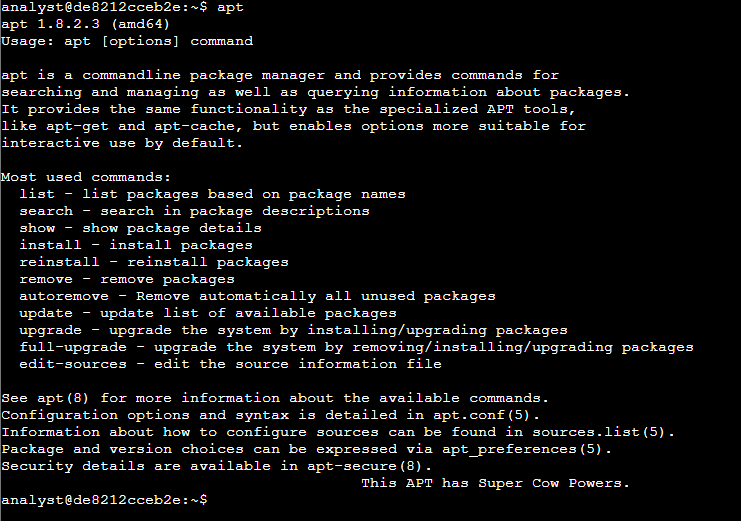 analyst@de8212cceb2e:~$ apt
apt 1.8.2.3 (amd64)
Usage: apt [options] command

apt is a commandline package manager and provides commands for
searching and managing as well as querying information about packages.
It provides the same functionality as the specialized APT tools,
like apt-get and apt-cache, but enables options more suitable for
interactive use by default.

Most used commands:
  list - list packages based on package names
  search - search in package descriptions
  show - show package details
  install - install packages
  reinstall - reinstall packages
  remove - remove packages
  autoremove - Remove automatically all unused packages
  update - update list of available packages
  upgrade - upgrade the system by installing/upgrading packages
  full-upgrade - upgrade the system by removing/installing/upgrading packages
  edit-sources - edit the source information file

See apt(8) for more information about the available commands.
Configuration options and syntax is detailed in apt.conf(5).
Information about how to configure sources can be found in sources.list(5).
Package and version choices can be expressed via apt_preferences(5).
Security details are available in apt-secure(8).
                                        This APT has Super Cow Powers.
analyst@de8212cceb2e:~$